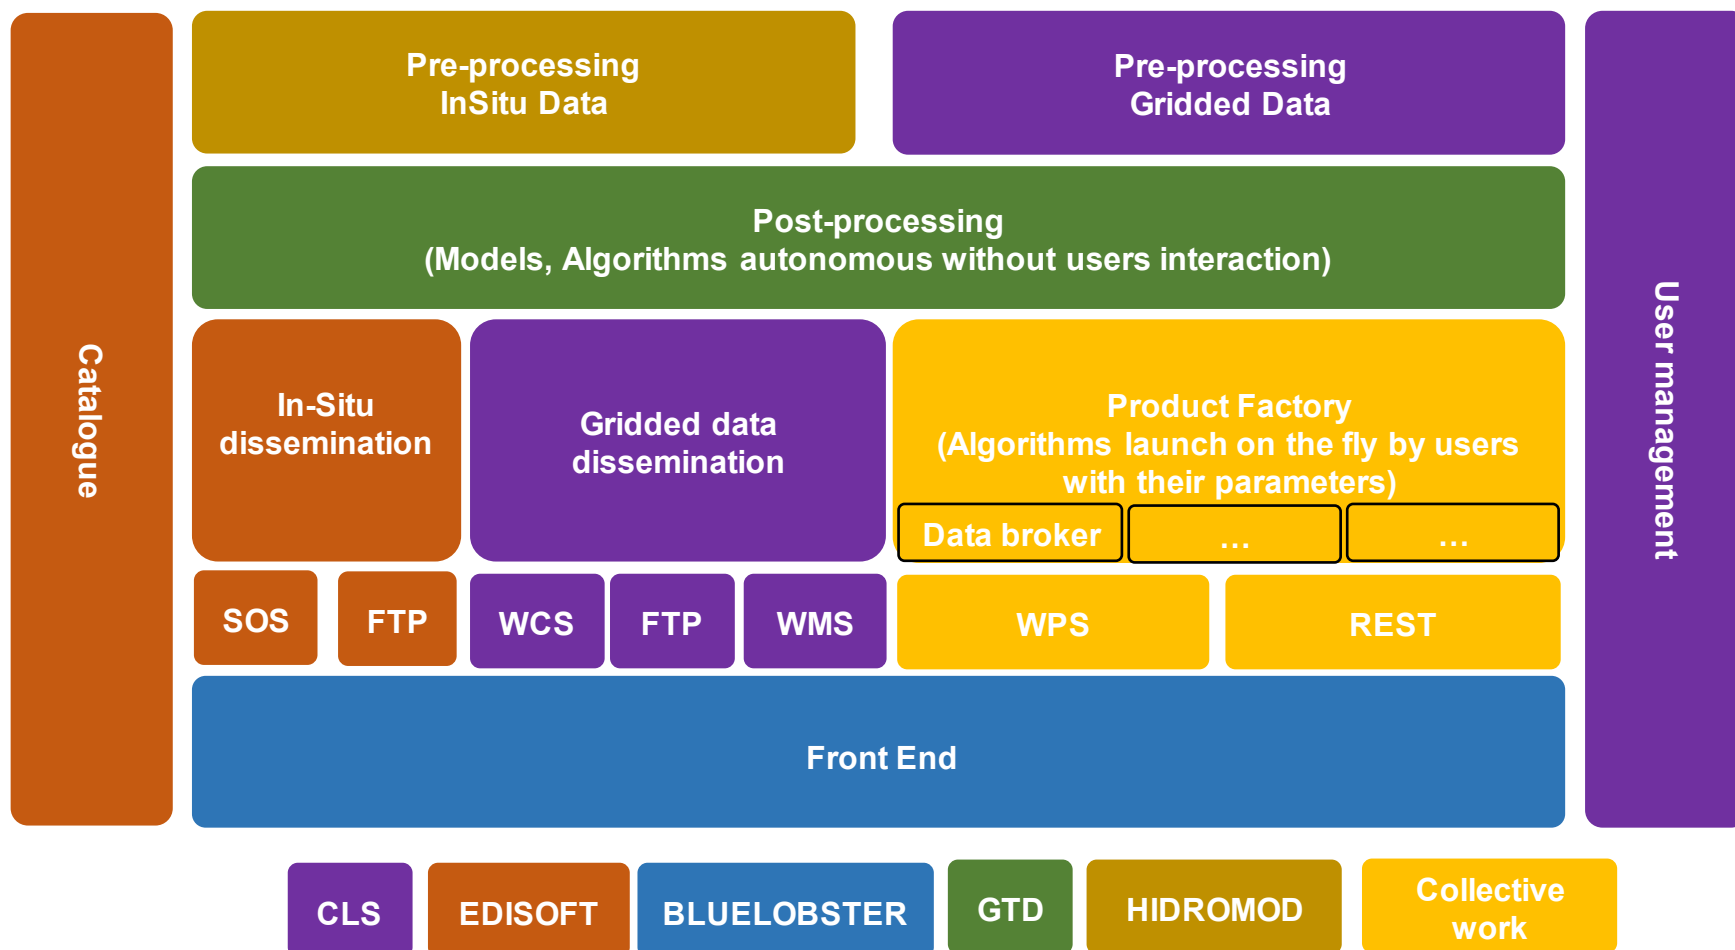 Catalogue
Pre-processing
InSitu Data
Pre-processing
Gridded Data
User management
Post-processing
(Models, Algorithms autonomous without users interaction)
In-Situ
dissemination
Gridded data
dissemination
Product Factory
(Algorithms launch on the fly by users
with their parameters)
Data broker
...
...
SOS
FTP
WCS
FTP
WMS
WPS
REST
Front End
CLS
EDISOFT
BLUELOBSTER
GTD
HIDROMOD
Collective
work